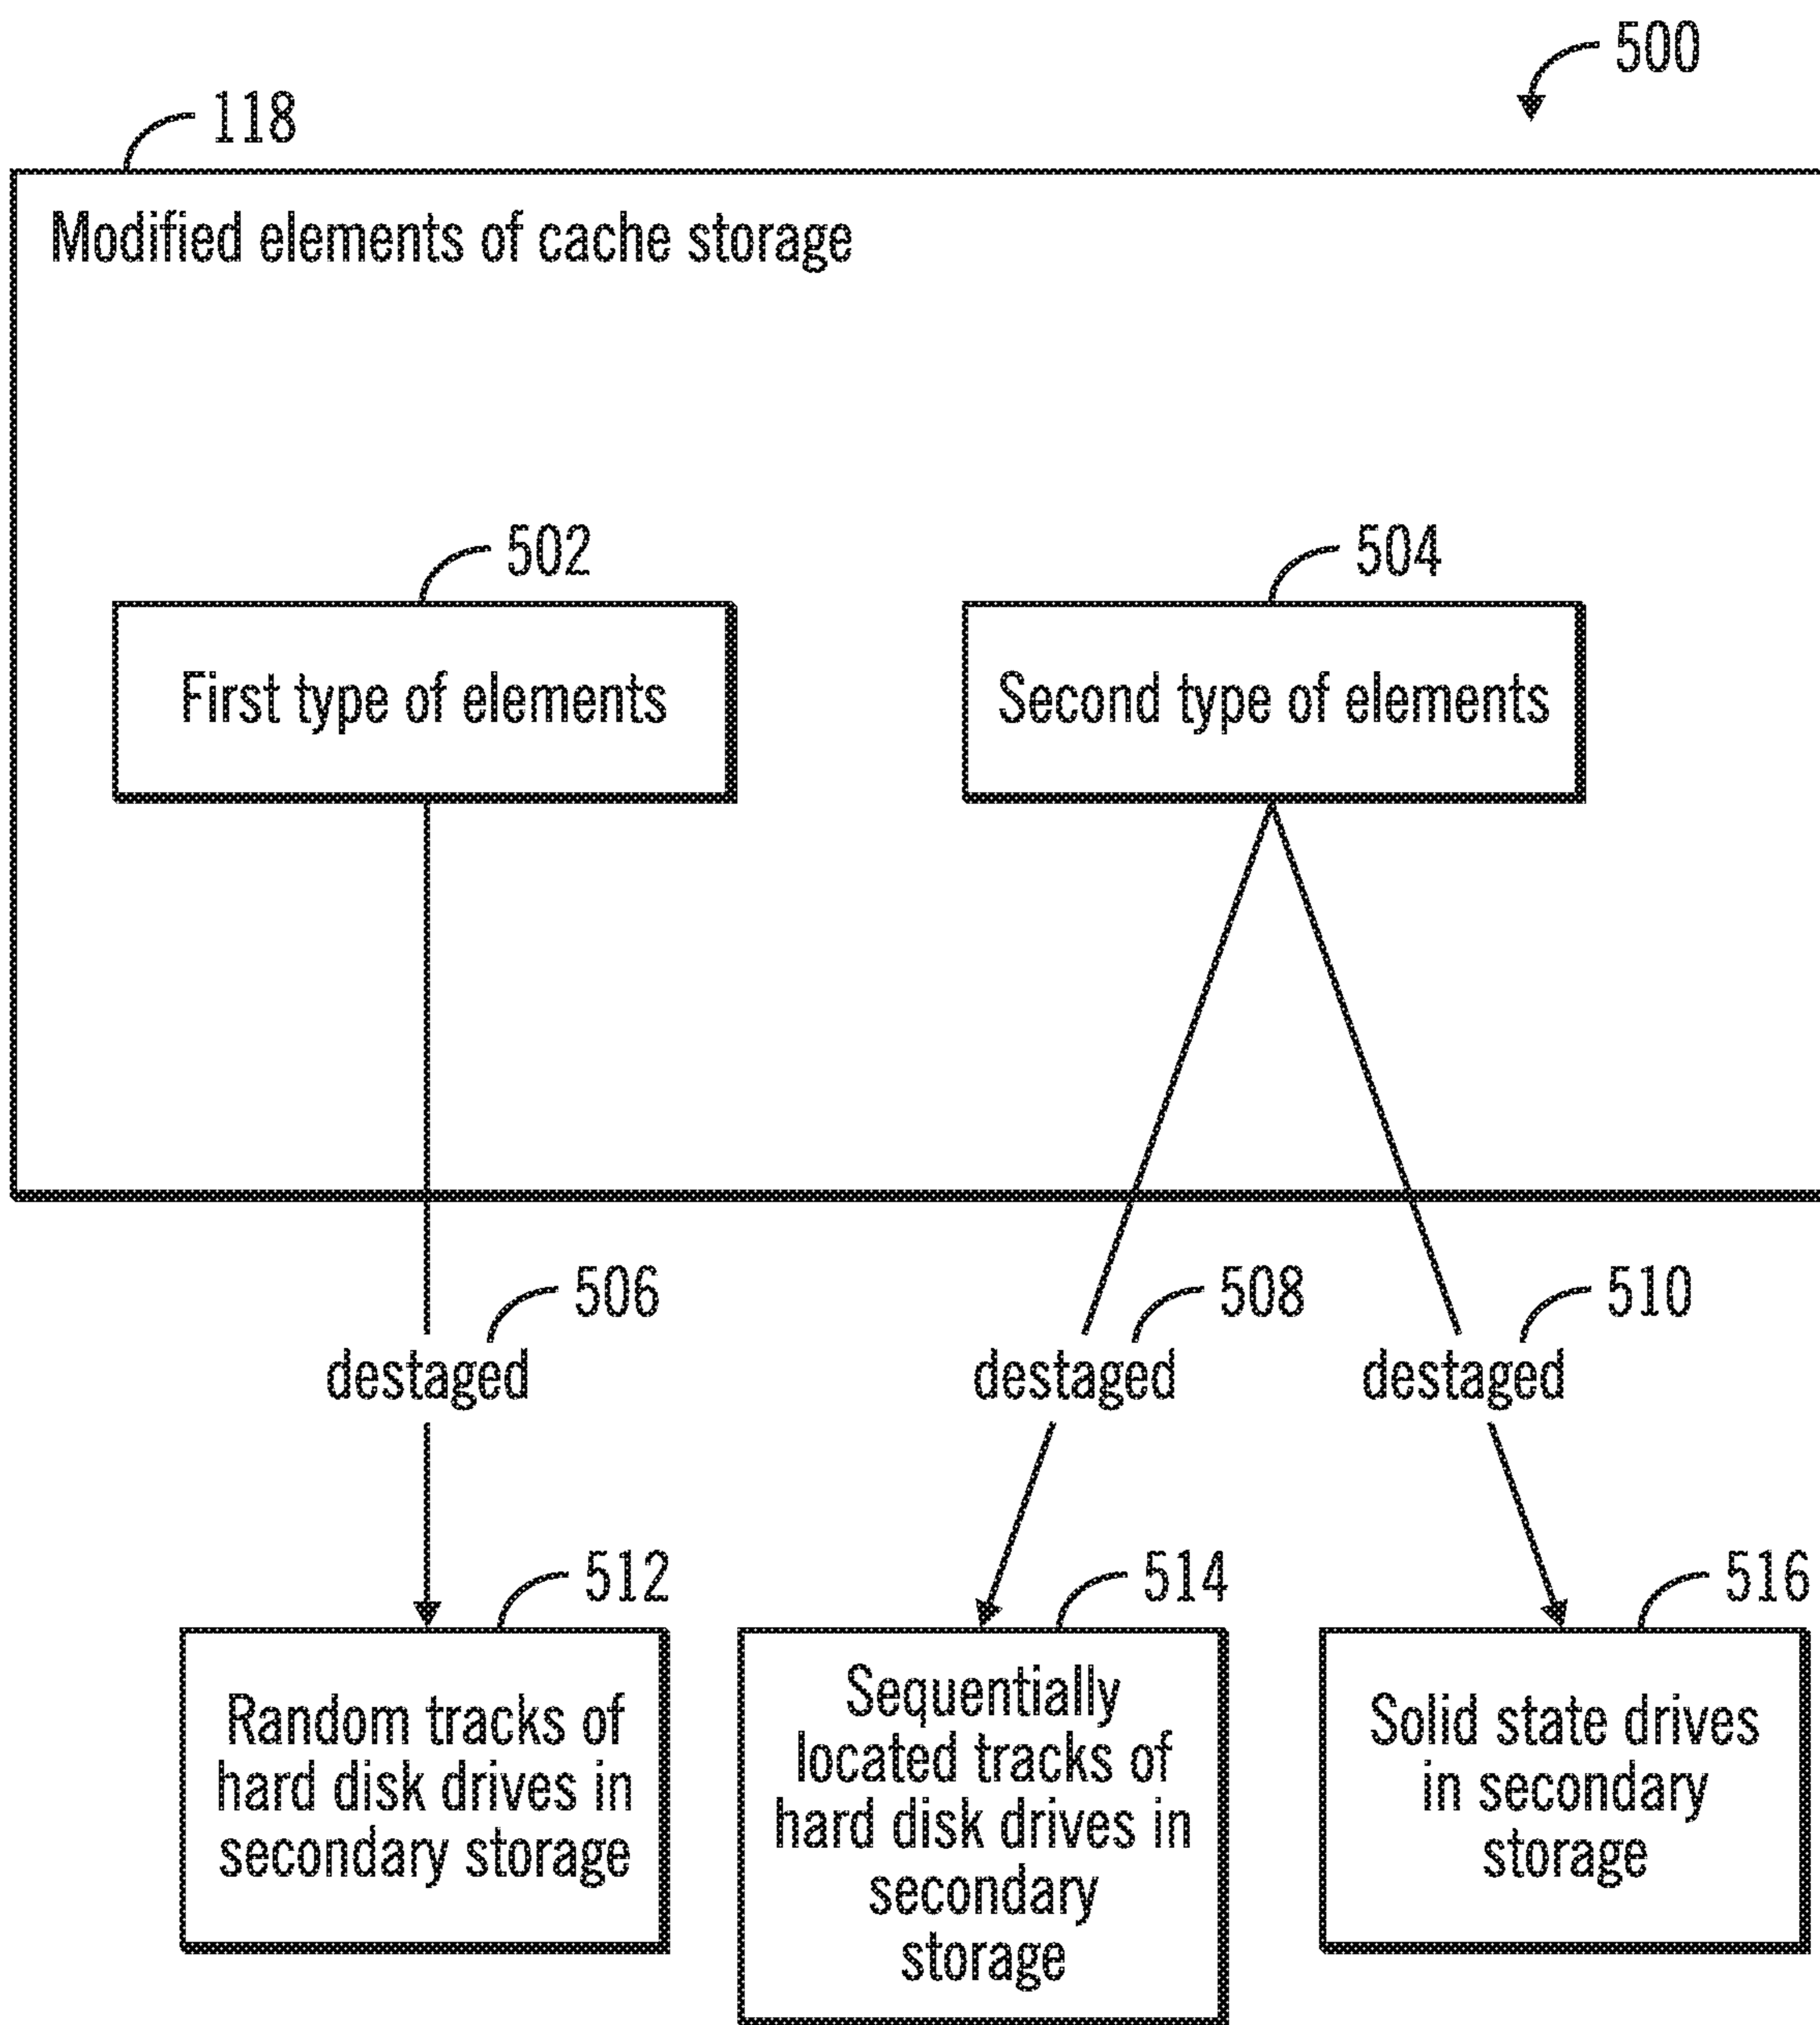 500
118
Modified elements of cache storage
502
504
First type of elements
Second type of elements
506
508
510
destaged
destaged
destaged
512
514
516
Random tracks of
hard disk drives in
secondary storage
Sequentially
located tracks of
hard disk drives in
secondary
storage
Solid state drives
in secondary
storage